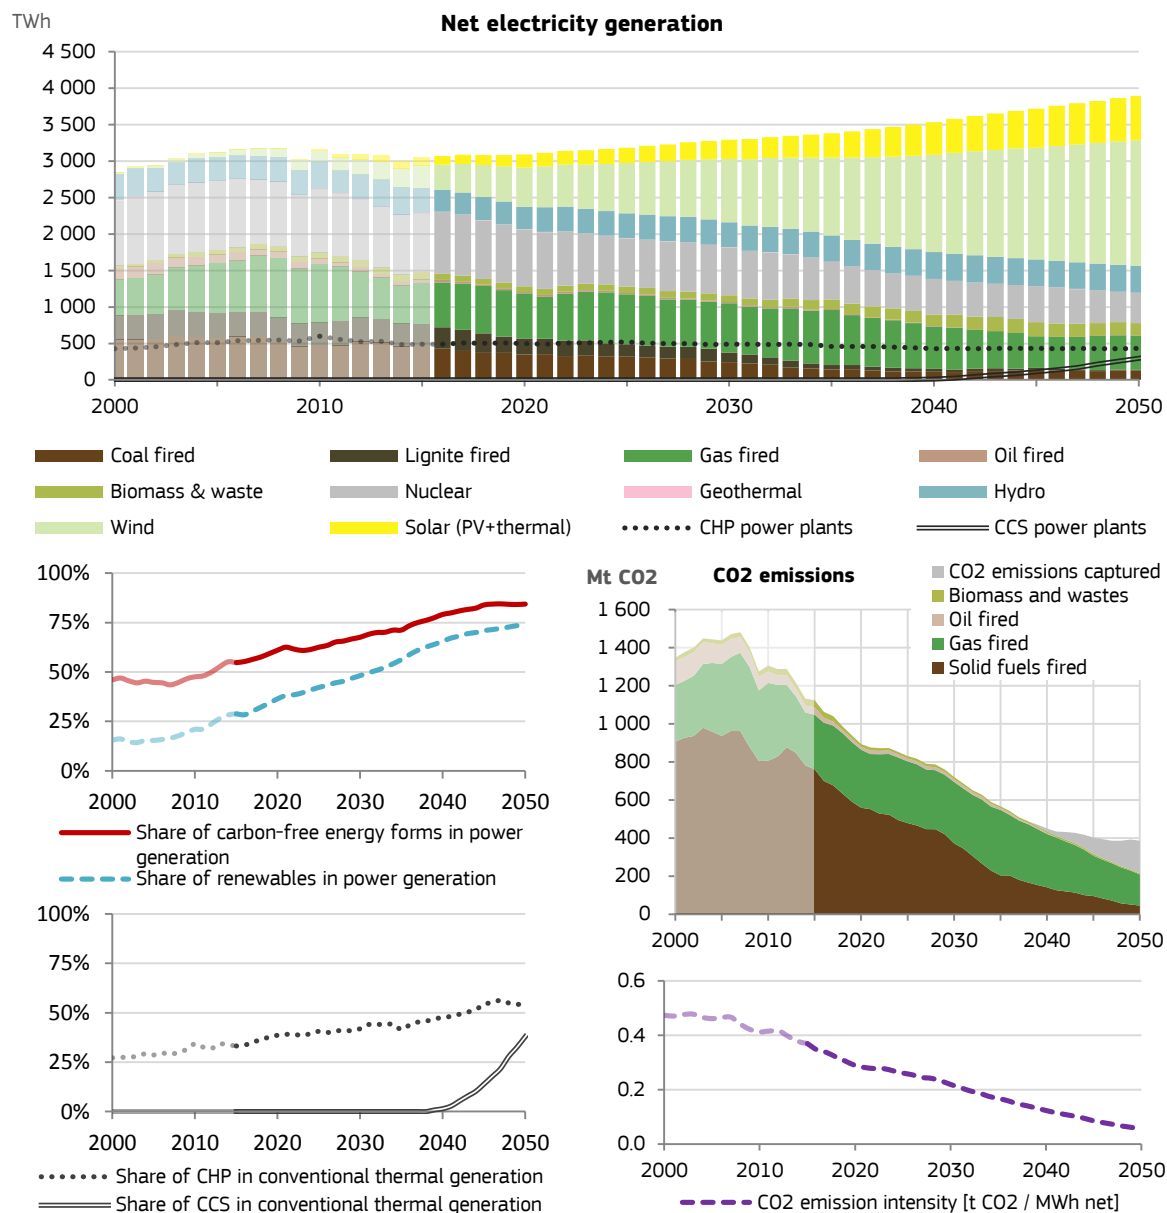 TWh
Net electricity generation
4 500
4 000
3 500
3 000
2 500
2 000
1 500
1 000
500
0
2000 2010 2020 2030 2040 2050
Coal fired Lignite fired Gas fired Oil fired
Biomass & waste Nuclear Geothermal Hydro
Wind Solar (PV+thermal) CHP power plants CCS power plants
100%
75%
50%
25%
0%
2000 2010 2020 2030 2040 2050
Share of carbon-free energy forms in power
generation
Share of renewables in power generation
Mt CO2 CO2 emissions
CO2 emissions captured
Biomass and wastes
Oil fired
Gas fired
Solid fuels fired
1 600
1 400
1 200
1 000
800
600
400
200
0
2000 2010 2020 2030 2040 2050
100%
75%
50%
25%
0%
2000 2010 2020 2030 2040 2050
Share of CHP in conventional thermal generation
Share of CCS in conventional thermal generation
0.6
0.4
0.2
0.0
2000 2010 2020 2030 2040 2050
CO2 emission intensity [t CO2 / MWh net]